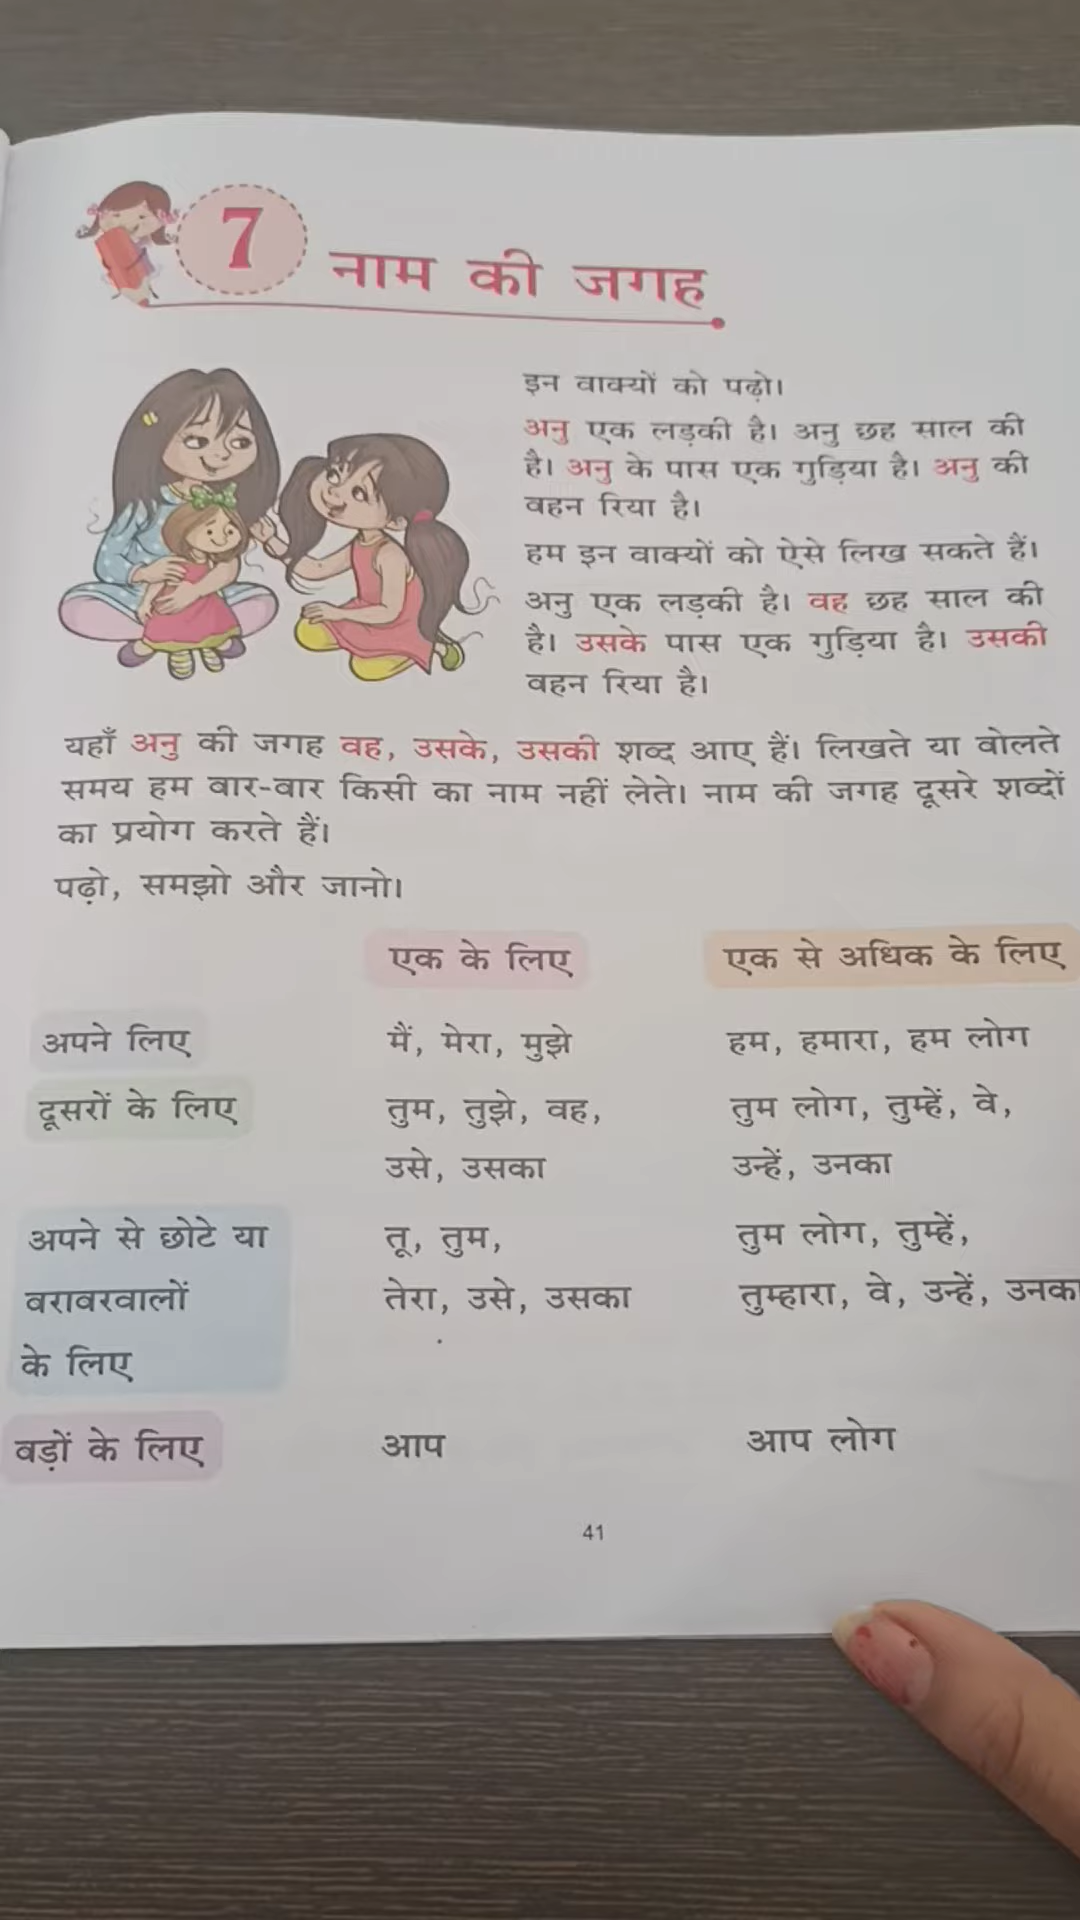 7
नाम की जगह
इन वाक्यों को पढ़ो।
अनु एक लड़की है। अनु छह साल की
है। अनु के पास एक गुड़िया है। अनु की
बहन रिया है।
हम इन वाक्यों को ऐसे लिख सकते हैं।
अनु एक लड़की है। वह छह साल की
है। उसके पास एक गुड़िया है। उसकी
बहन रिया है।
यहाँ अनु की जगह वह, उसके, उसकी शब्द आए हैं। लिखते या बोलते
समय हम बार-बार किसी का नाम नहीं लेते। नाम की जगह दूसरे शब्दों
का प्रयोग करते हैं।
पढ़ो, समझो और जानो।
एक के लिए एक से अधिक के लिए
अपने लिए मैं, मेरा, मुझे हम, हमारा, हम लोग
दूसरों के लिए तुम, तुझे, वह, तुम लोग, तुम्हें, वे,
उसे, उसका उन्हें, उनका
अपने से छोटे या तू, तुम, तुम लोग, तुम्हें,
बराबरवालों तेरा, उसे, उसका तुम्हारा, वे, उन्हें, उनका
के लिए
बड़ों के लिए आप आप लोग
41